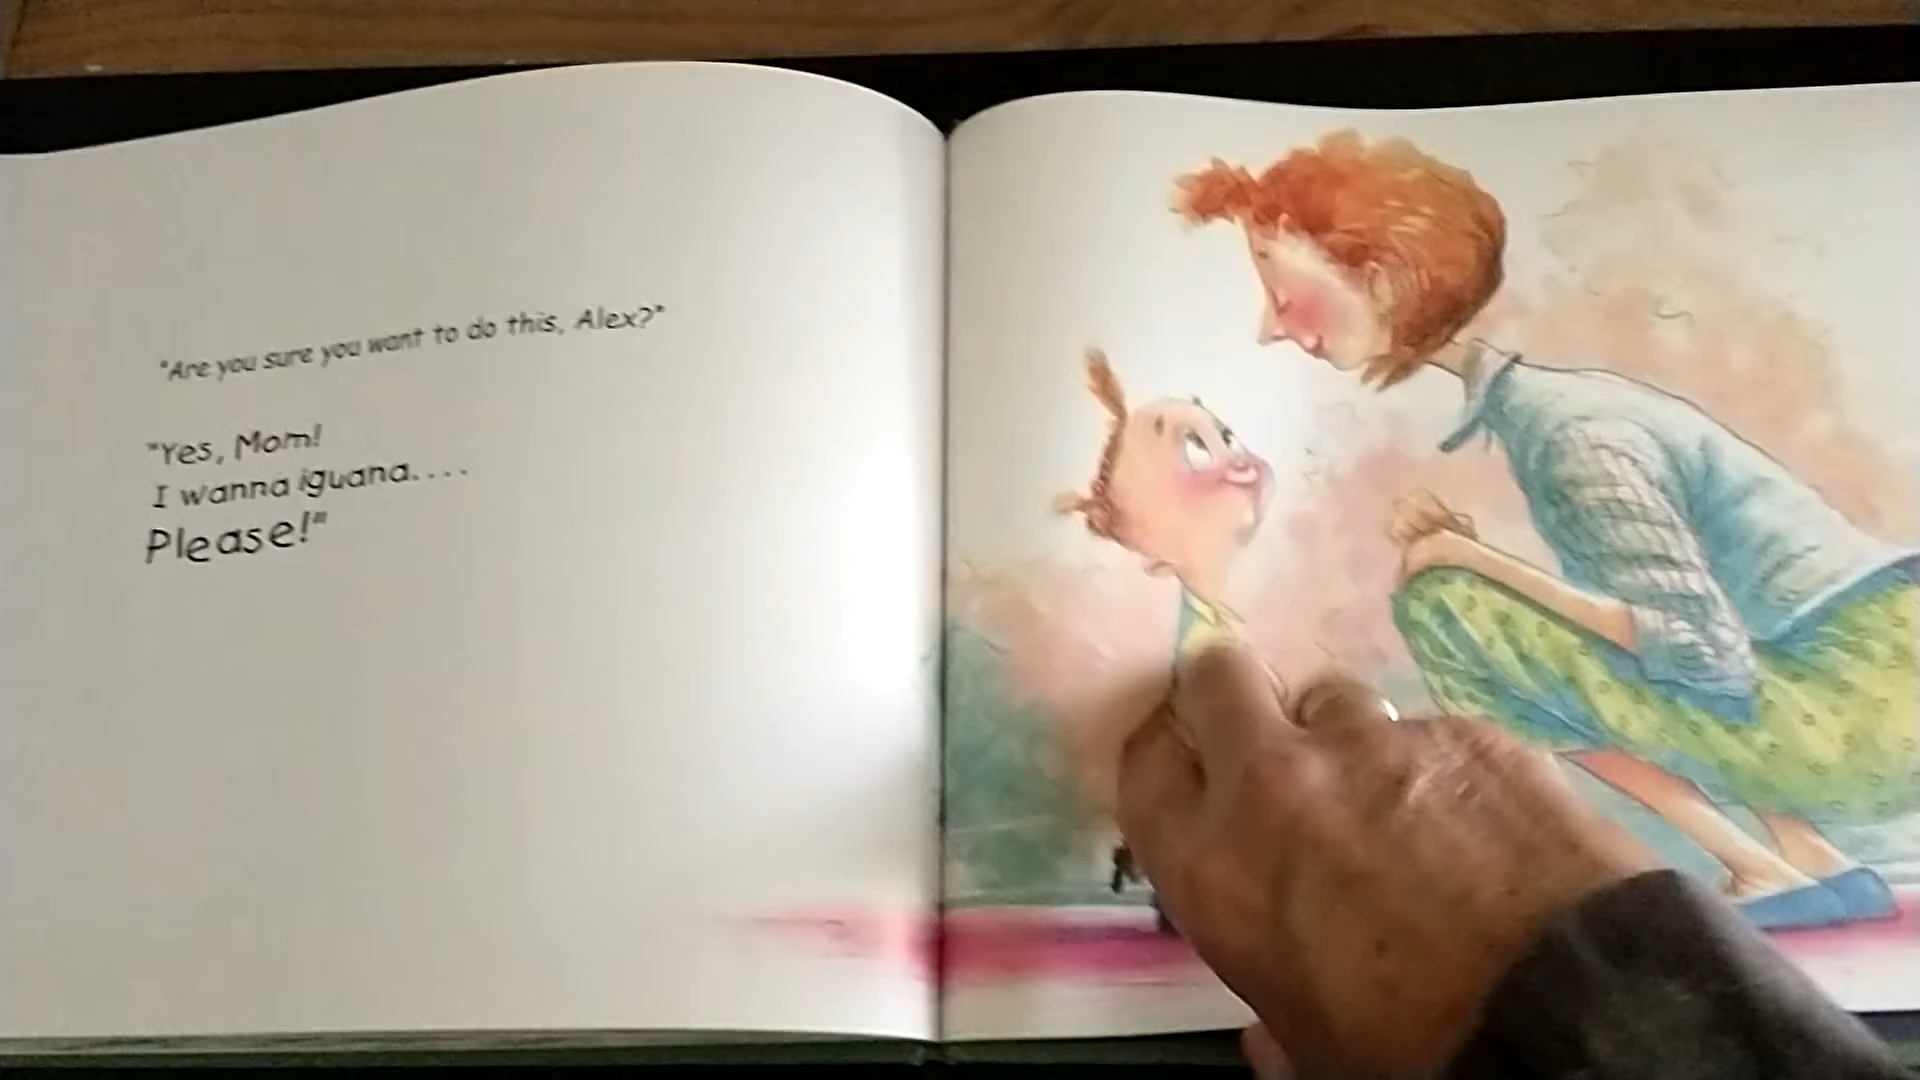 "Are you sure you want to do this, Alex?"
"Yes, Mom!
I wanna iguana....
Please!"